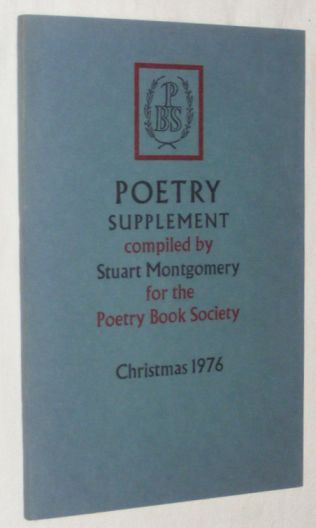 P
BS
POETRY
SUPPLEMENT
compiled by
Stuart Montgomery
for the
Poetry Book Society
Christmas 1976